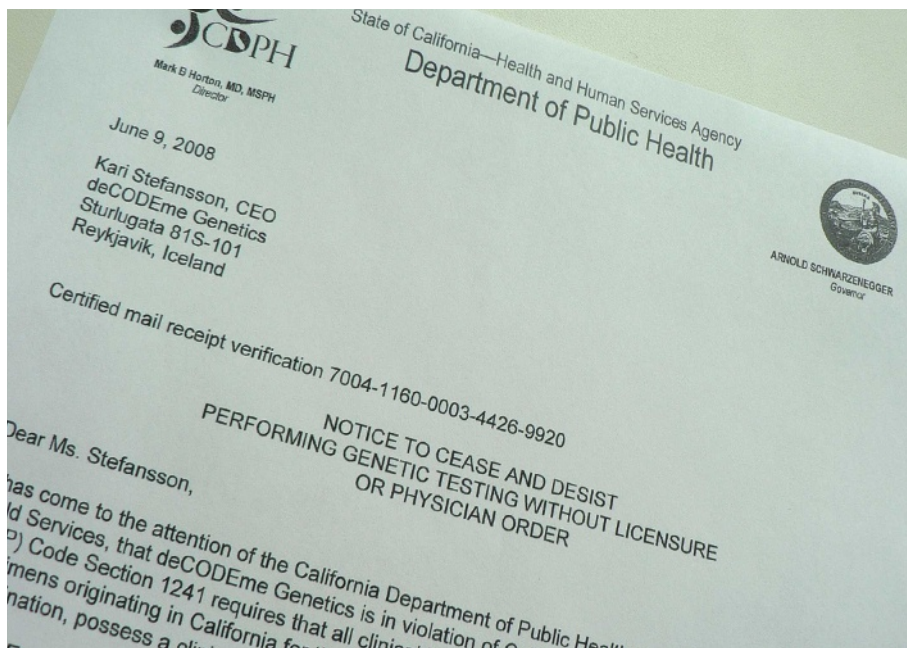 CDPH
Mark B Horton, MD, MSPH
Director
State of California—Health and Human Services Agency
Department of Public Health
ARNOLD SCHWARZENEGGER
Governor
June 9, 2008
Kari Stefansson, CEO
deCODEme Genetics
Sturlugata 81S-101
Reykjavik, Iceland
Certified mail receipt verification 7004-1160-0003-4426-9920
NOTICE TO CEASE AND DESIST
PERFORMING GENETIC TESTING WITHOUT LICENSURE
OR PHYSICIAN ORDER
Dear Ms. Stefansson,
has come to the attention of the California Department of Public
Services, that deCODEme Genetics is in violation of
Code Section 1241 requires that all
originating in California
possess a